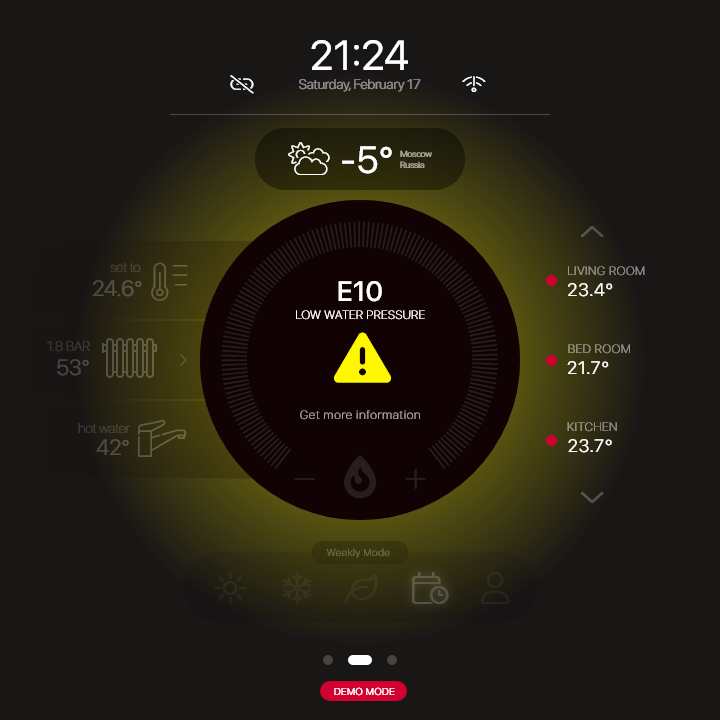 21:24
Saturday, February 17
-5°
Moscow
Russia
set to
24.6°
1.8 BAR
53°
hot water
42°
E10
LOW WATER PRESSURE
Get more information
LIVING ROOM
23.4°
BED ROOM
21.7°
KITCHEN
23.7°
Weekly Mode
DEMO MODE